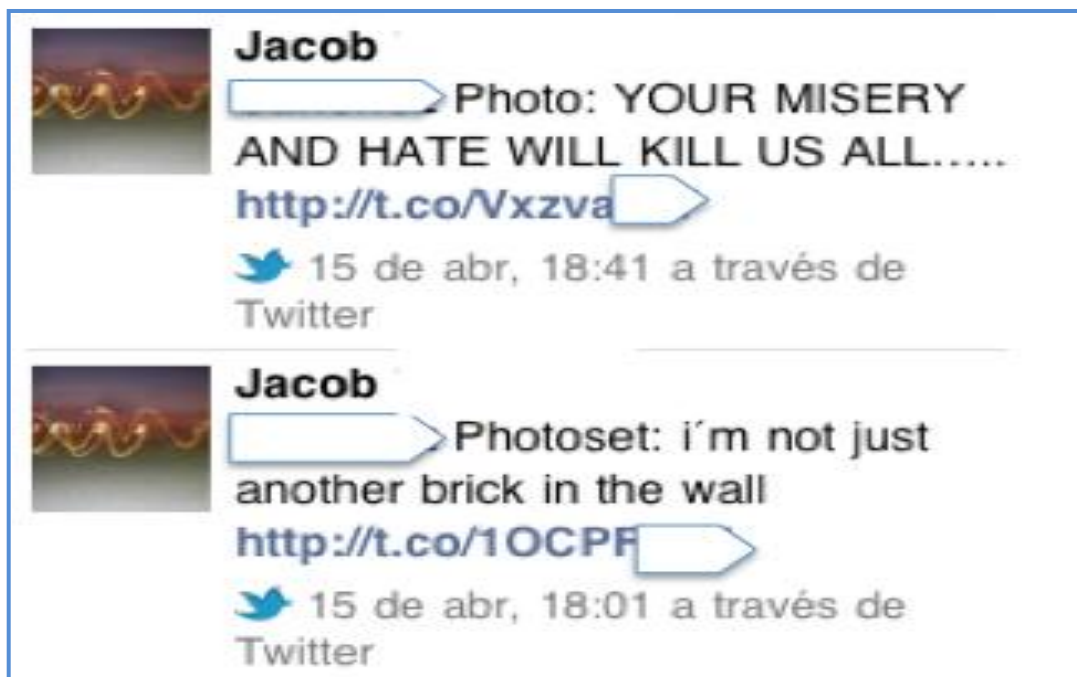 Jacob
Photo: YOUR MISERY
AND HATE WILL KILL US ALL.....
http://t.co/Vxzva
15 de abr, 18:41 a través de
Twitter
Jacob
Photoset: i´m not just
another brick in the wall
http://t.co/1OCPF
15 de abr, 18:01 a través de
Twitter